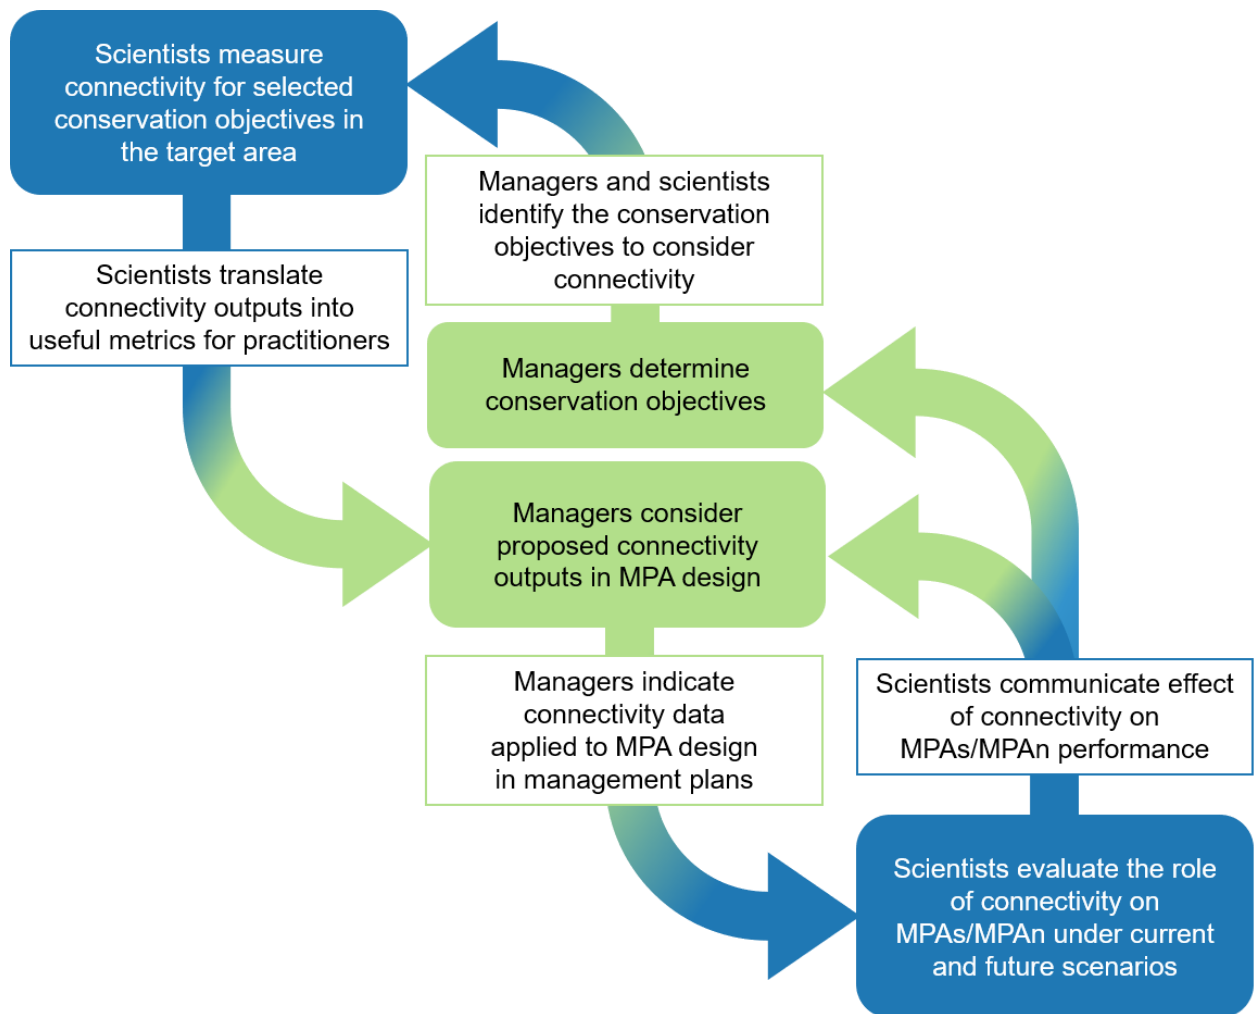 Scientists measure
connectivity for selected
conservation objectives in
the target area
Managers and scientists
identify the conservation
objectives to consider
connectivity
Scientists translate
connectivity outputs into
useful metrics for practitioners
Managers determine
conservation objectives
Managers consider
proposed connectivity
outputs in MPA design
Managers indicate
connectivity data
applied to MPA design
in management plans
Scientists communicate effect
of connectivity on
MPAs/MPAn performance
Scientists evaluate the role
of connectivity on
MPAs/MPAn under current
and future scenarios